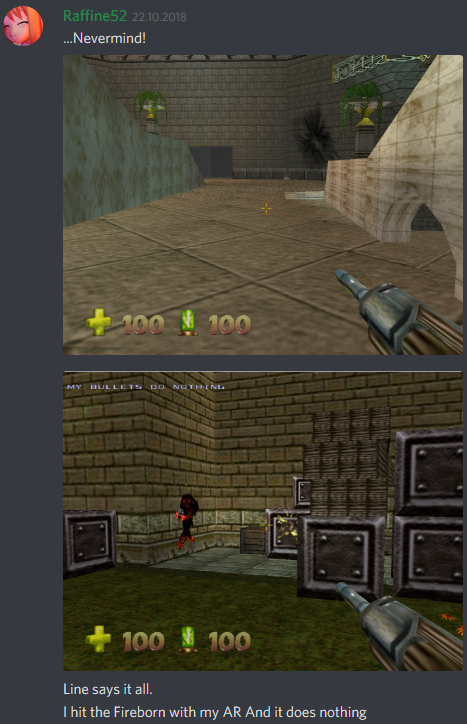 Raffine52 22.10.2018
...Nevermind!
100 100
MY BULLETS DO NOTHING
100 100
Line says it all.
I hit the Fireborn with my AR And it does nothing